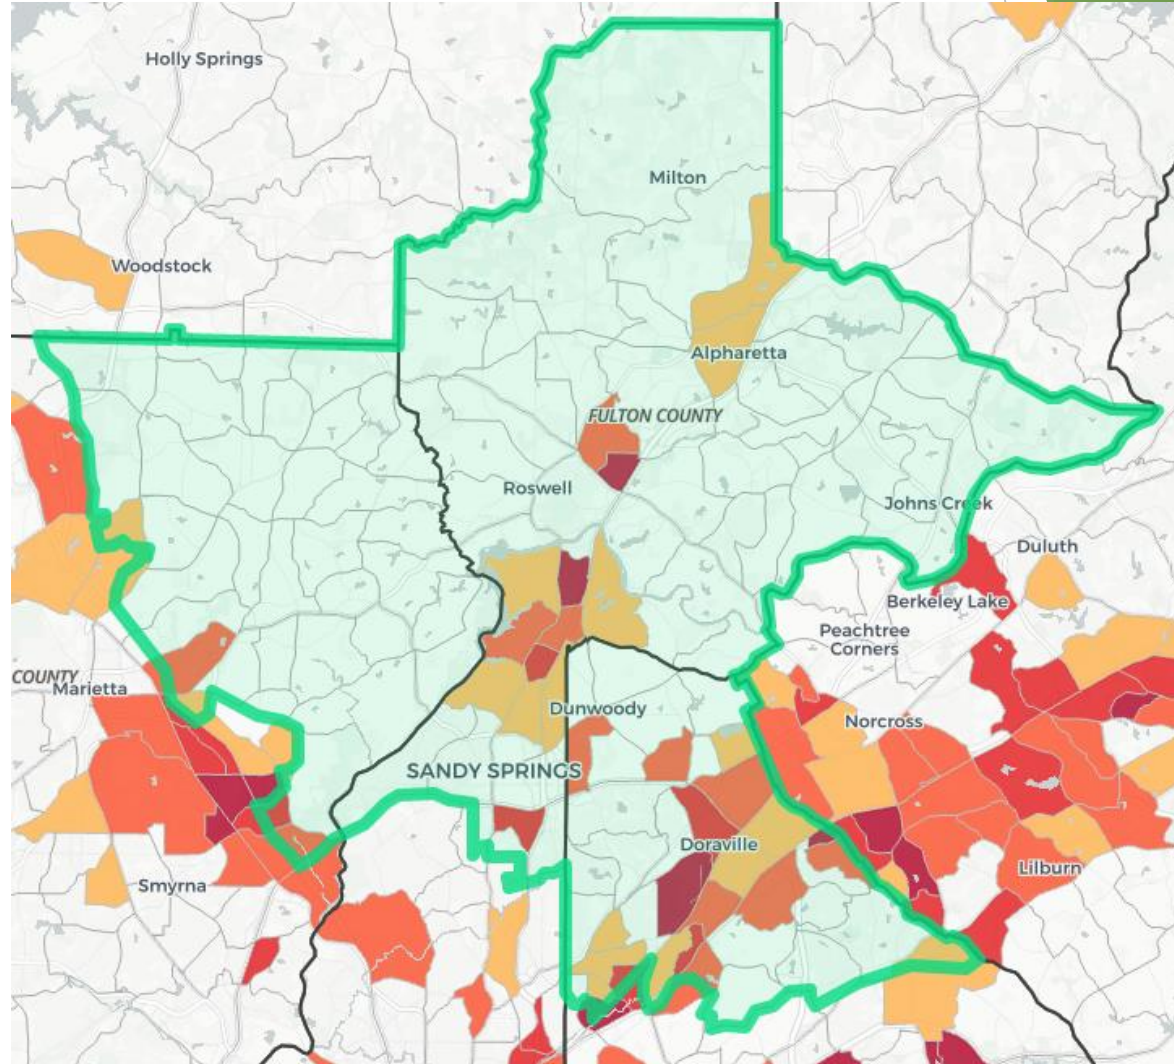 Holly Springs
Milton
Woodstock
Alpharetta
FULTON COUNTY
Roswell
Johns Creek
Duluth
Berkeley Lake
Peachtree
Corners
COUNTY
Marietta
Dunwoody
Norcross
SANDY SPRINGS
Doraville
Lilburn
Smyrna